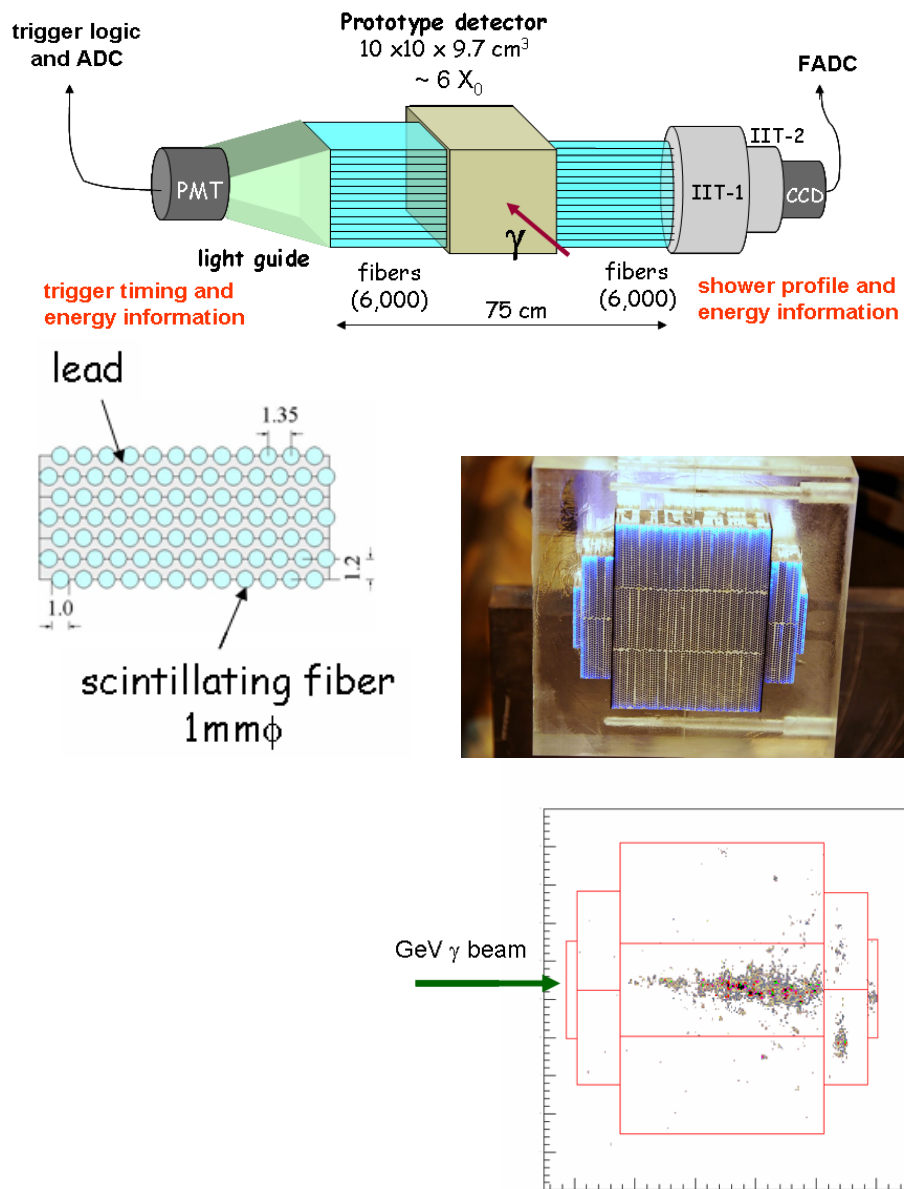 trigger logic
and ADC
Prototype detector
10 x10 x 9.7 cm³
~ 6 X₀
FADC
IIT-2
PMT
IIT-1
CCD
γ
light guide
fibers
(6,000)
fibers
(6,000)
trigger timing and
energy information
75 cm
shower profile and
energy information
lead
1.35
1.2
1.0
scintillating fiber
1mmϕ
GeV γ beam